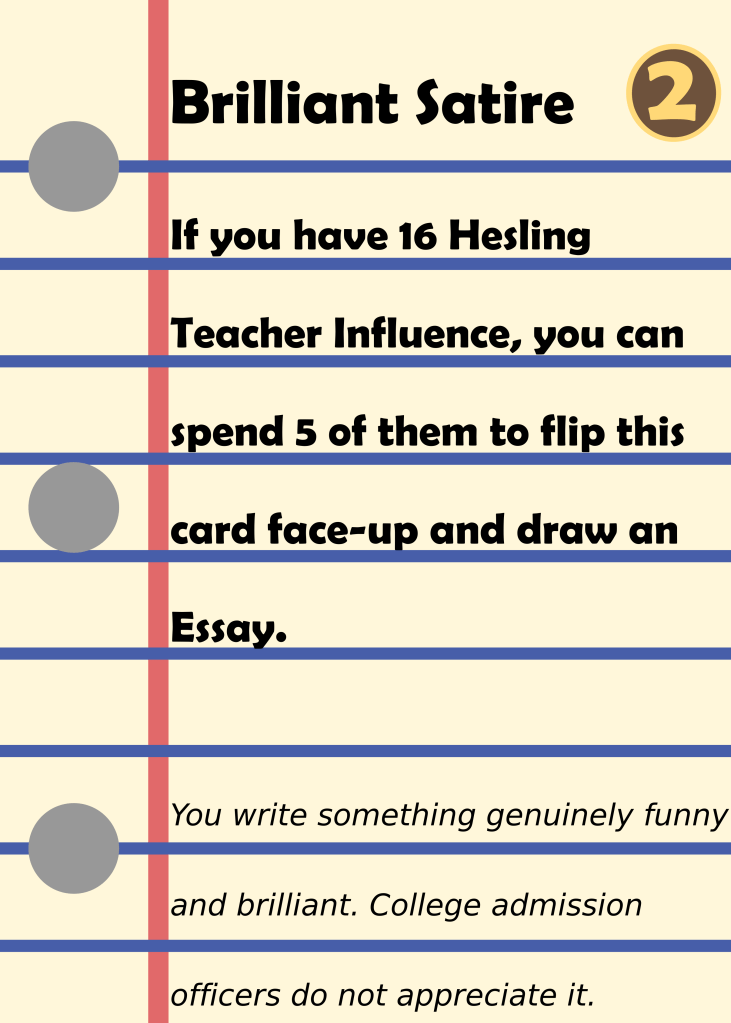 Brilliant Satire
2
If you have 16 Hesling
Teacher Influence, you can
spend 5 of them to flip this
card face-up and draw an
Essay.
You write something genuinely funny
and brilliant. College admission
officers do not appreciate it.